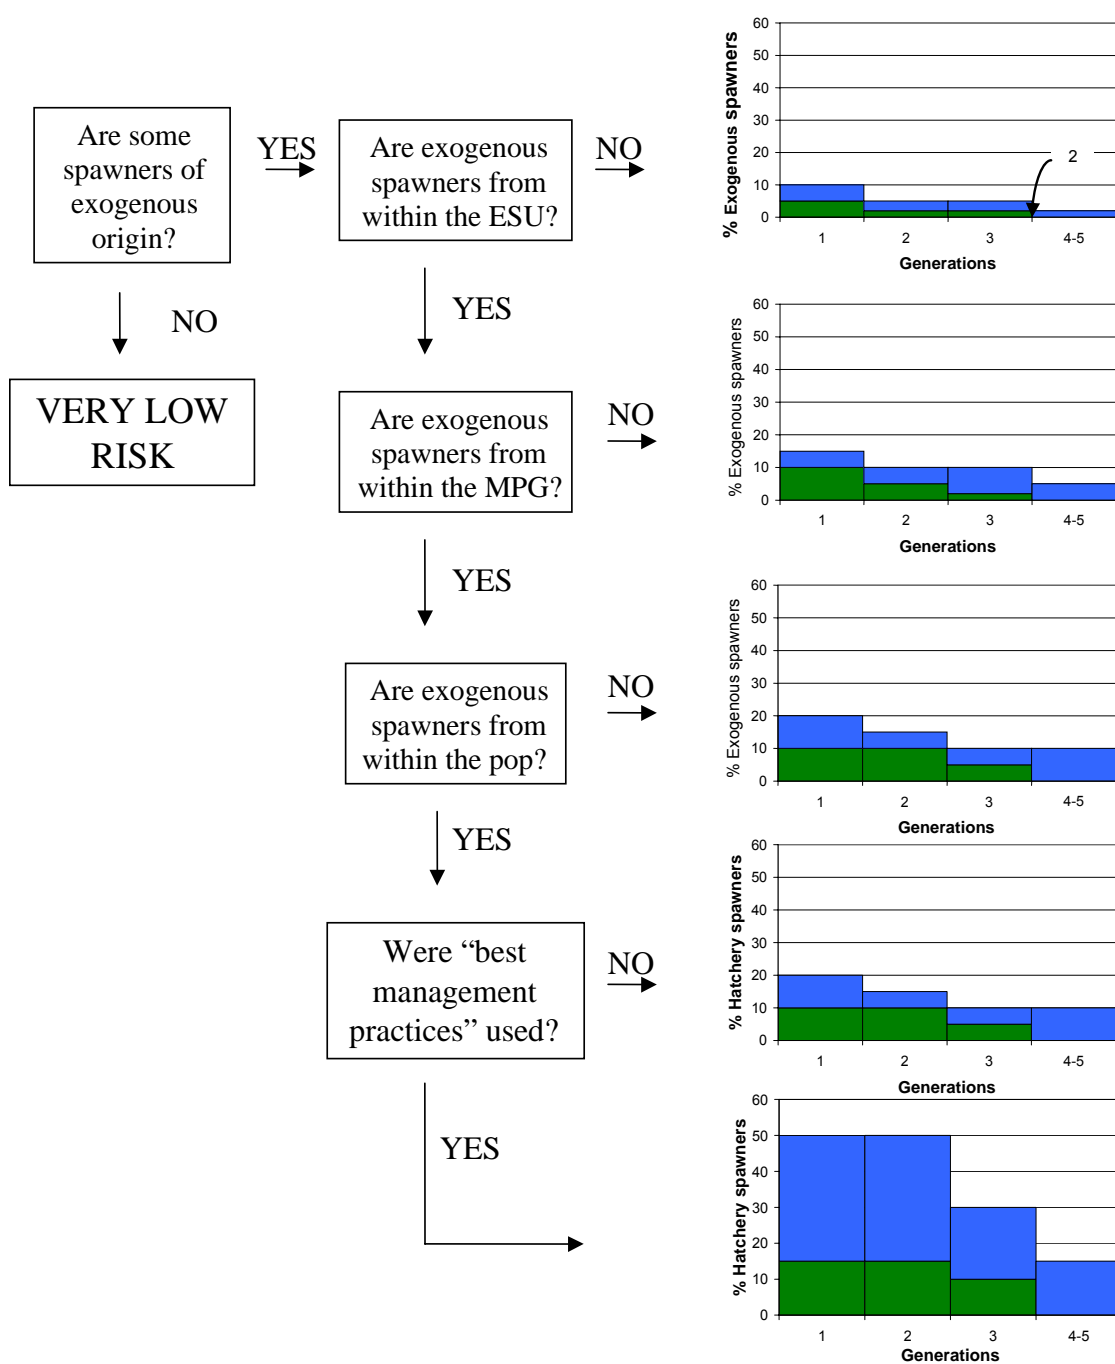 Are some
spawners of
exogenous
origin?
YES
Are exogenous
spawners from
within the ESU?
NO
% Exogenous spawners
60
50
40
30
20
10
0
2
1
2
3
4-5
Generations
NO
YES
VERY LOW
RISK
Are exogenous
spawners from
within the MPG?
NO
% Exogenous spawners
60
50
40
30
20
10
0
1
2
3
4-5
Generations
YES
Are exogenous
spawners from
within the pop?
NO
% Exogenous spawners
60
50
40
30
20
10
0
1
2
3
4-5
Generations
YES
Were “best
management
practices” used?
NO
% Hatchery spawners
60
50
40
30
20
10
0
1
2
3
4-5
Generations
YES
% Hatchery spawners
60
50
40
30
20
10
0
1
2
3
4-5
Generations